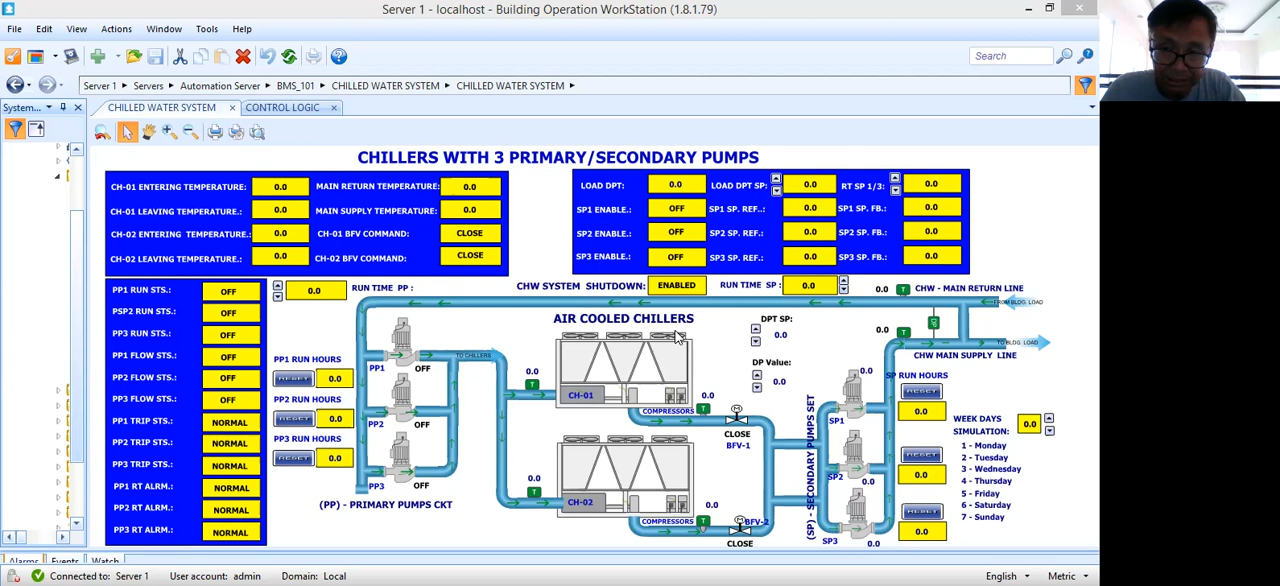 Server 1 - localhost - Building Operation WorkStation (1.8.1.79)
File Edit View Actions Window Tools Help
Search
Server 1 Servers Automation Server BMS_101 CHILLED WATER SYSTEM CHILLED WATER SYSTEM
System... CHILLED WATER SYSTEM CONTROL LOGIC
CHILLERS WITH 3 PRIMARY/SECONDARY PUMPS
CH-01 ENTERING TEMPERATURE: 0.0 MAIN RETURN TEMPERATURE: 0.0
CH-01 LEAVING TEMPERATURE.: 0.0 MAIN SUPPLY TEMPERATURE: 0.0
CH-02 ENTERING TEMPERATURE: 0.0 CH-01 BFV COMMAND: CLOSE
CH-02 LEAVING TEMPERATURE: 0.0 CH-02 BFV COMMAND: CLOSE
LOAD DPT: 0.0 LOAD DPT SP: 0.0 RT SP 1/3: 0.0
SP1 ENABLE.: OFF SP1 SP. REF..: 0.0 SP1 SP. FB.: 0.0
SP2 ENABLE.: OFF SP2 SP. REF.: 0.0 SP2 SP. FB.: 0.0
SP3 ENABLE.: OFF SP3 SP. REF.: 0.0 SP3 SP. FB.: 0.0
CHW SYSTEM SHUTDOWN: ENABLED RUN TIME SP : 0.0
PP1 RUN STS.: OFF
PSP2 RUN STS.: OFF
PP3 RUN STS.: OFF
PP1 FLOW STS.: OFF
PP2 FLOW STS.: OFF
PP3 FLOW STS.: OFF
PP1 TRIP STS.: NORMAL
PP2 TRIP STS.: NORMAL
PP3 TRIP STS.: NORMAL
PP1 RT ALRM.: NORMAL
PP2 RT ALRM.: NORMAL
PP3 RT ALRM.: NORMAL
0.0 RUN TIME PP :
PP1 RUN HOURS
RESET 0.0
PP2 RUN HOURS
RESET 0.0
PP3 RUN HOURS
RESET 0.0
PP1 OFF
PP2 OFF
PP3 OFF
(PP) - PRIMARY PUMPS CKT
TO CHILLERS
AIR COOLED CHILLERS
0.0 T
CH-01
0.0
COMPRESSORS T
M
CLOSE
BFV-1
0.0
T
CH-02
0.0
COMPRESSORS T
M
BFV-2
CLOSE
DPT SP:
0.0
DP Value:
0.0
(SP) - SECONDARY PUMPS SET
0.0
SP1
SP2
0.0
SP3
0.0
0.0 T CHW - MAIN RETURN LINE
FROM BLDG. LOAD
DP
0.0 T
TO BLDG. LOAD
CHW MAIN SUPPLY LINE
SP RUN HOURS
RESET
0.0
RESET
0.0
RESET
0.0
WEEK DAYS
SIMULATION:
0.0
1 - Monday
2 - Tuesday
3 - Wednesday
4 - Thursday
5 - Friday
6 - Saturday
7 - Sunday
Alarms Events Watch
Connected to: Server 1 User account: admin Domain: Local English Metric